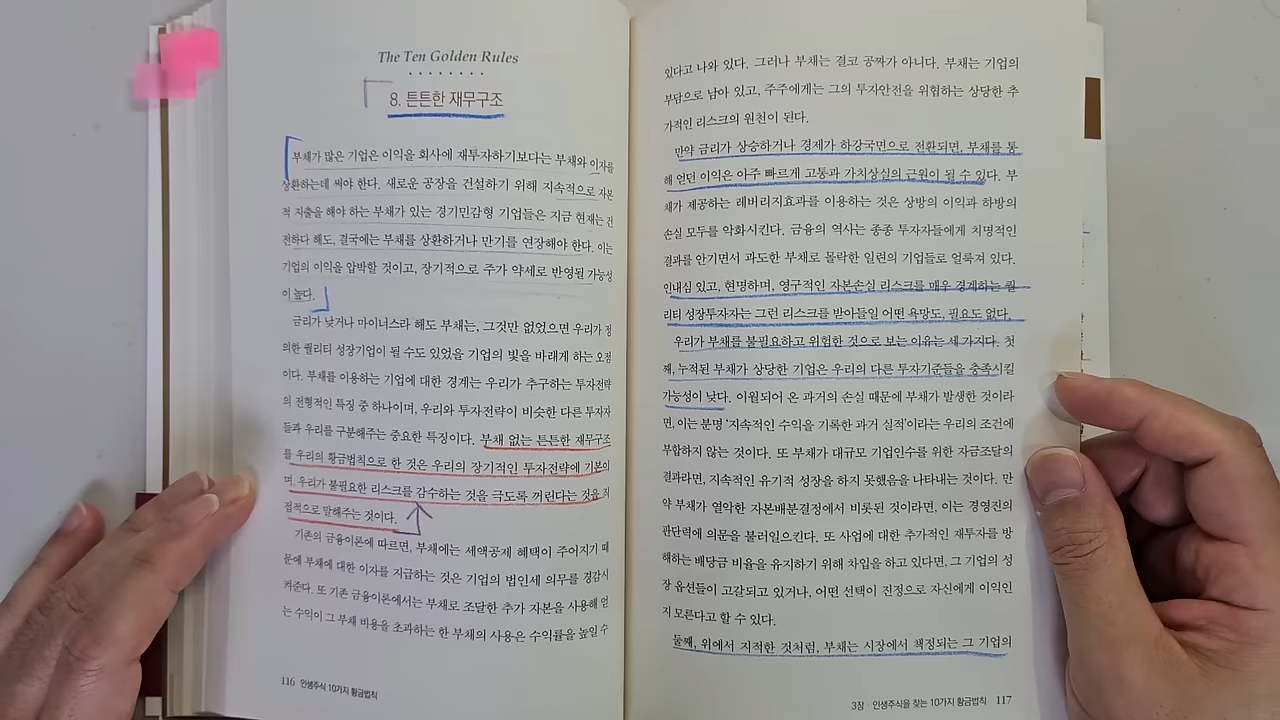 The Ten Golden Rules
8. 튼튼한 재무구조
부채가 많은 기업은 이익을 회사에 재투자하기보다는 부채와 이자를
상환하는데 써야 한다. 새로운 공장을 건설하기 위해 지속적으로 자본
적 지출을 해야 하는 부채가 있는 경기민감형 기업들은 지금 현재는 건
전하다 해도, 결국에는 부채를 상환하거나 만기를 연장해야 한다. 이는
기업의 이익을 압박할 것이고, 장기적으로 주가 약세로 반영될 가능성
이 높다.
금리가 낮거나 마이너스라 해도 부채는, 그것만 없었으면 우리가 정
의한 퀄리티 성장기업이 될 수도 있었을 기업의 빛을 바래게 하는 오점
이다. 부채를 이용하는 기업에 대한 경계는 우리가 추구하는 투자전략
의 전형적인 특징 중 하나이며, 우리와 투자전략이 비슷한 다른 투자자
들과 우리를 구분해주는 중요한 특징이다. 부채 없는 튼튼한 재무구조
를 우리의 황금법칙으로 한 것은 우리의 장기적인 투자전략에 기본이
며, 우리가 불필요한 리스크를 감수하는 것을 극도로 꺼린다는 것을 직
접적으로 말해주는 것이다.
기존의 금융이론에 따르면, 부채에는 세액공제 혜택이 주어지기 때
문에 부채에 대한 이자를 지급하는 것은 기업의 법인세 의무를 경감시
켜준다. 또 기존 금융이론에서는 부채로 조달한 추가 자본을 사용해 얻
는 수익이 그 부채 비용을 초과하는 한 부채의 사용은 수익률을 높일 수
116 인생주식 10가지 황금법칙
있다고 나와 있다. 그러나 부채는 결코 공짜가 아니다. 부채는 기업의
부담으로 남아 있고, 주주에게는 그의 투자안전을 위협하는 상당한 추
가적인 리스크의 원천이 된다.
만약 금리가 상승하거나 경제가 하강국면으로 전환되면, 부채를 통
해 얻던 이익은 아주 빠르게 고통과 가치상실의 근원이 될 수 있다. 부
채가 제공하는 레버리지효과를 이용하는 것은 상방의 이익과 하방의
손실 모두를 악화시킨다. 금융의 역사는 종종 투자자들에게 치명적인
결과를 안기면서 과도한 부채로 몰락한 일련의 기업들로 얼룩져 있다.
인내심 있고, 현명하며, 영구적인 자본손실 리스크를 매우 경계하는 퀄
리티 성장투자자는 그런 리스크를 받아들일 어떤 욕망도, 필요도 없다.
우리가 부채를 불필요하고 위험한 것으로 보는 이유는 세 가지다. 첫
째, 누적된 부채가 상당한 기업은 우리의 다른 투자기준들을 충족시킬
가능성이 낮다. 이월되어 온 과거의 손실 때문에 부채가 발생한 것이라
면, 이는 분명 '지속적인 수익을 기록한 과거 실적'이라는 우리의 조건에
부합하지 않는 것이다. 또 부채가 대규모 기업인수를 위한 자금조달의
결과라면, 지속적인 유기적 성장을 하지 못했음을 나타내는 것이다. 만
약 부채가 열악한 자본배분결정에서 비롯된 것이라면, 이는 경영진의
판단력에 의문을 불러일으킨다. 또 사업에 대한 추가적인 재투자를 방
해하는 배당금 비율을 유지하기 위해 차입을 하고 있다면, 그 기업의 성
장 옵션들이 고갈되고 있거나, 어떤 선택이 진정으로 자신에게 이익인
지 모른다고 할 수 있다.
둘째, 위에서 지적한 것처럼, 부채는 시장에서 책정되는 그 기업의
3장 · 인생주식을 찾는 10가지 황금법칙 117